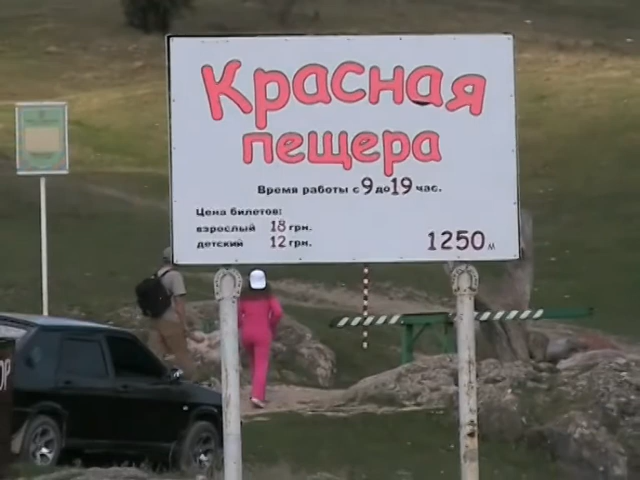 Красная
пещера
Время работы с 9 до 19 час.
Цена билетов:
взрослый 18 грн.
детский 12 грн.
1250 м